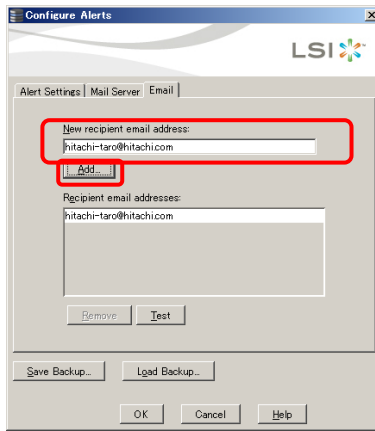 Configure Alerts
LSI
Alert Settings Mail Server Email
New recipient email address:
hitachi-taro@hitachi.com
Add...
Recipient email addresses:
hitachi-taro@hitachi.com
Remove Test
Save Backup... Load Backup...
OK Cancel Help